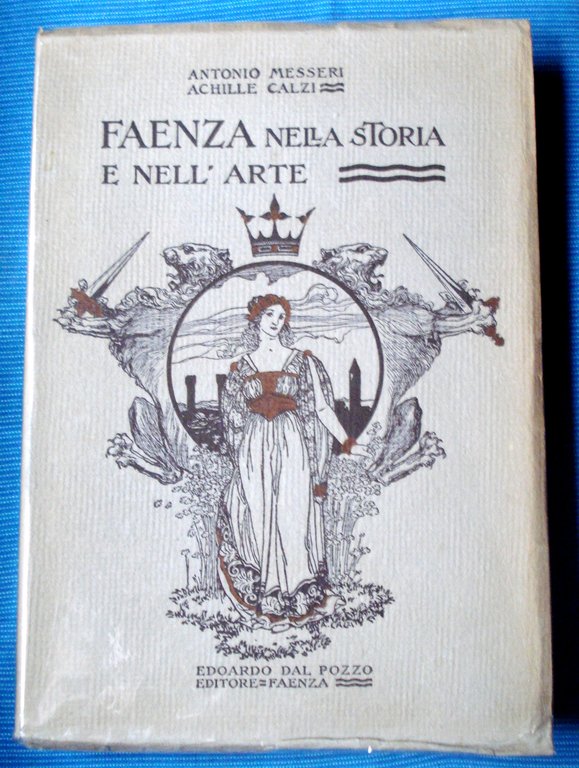 ANTONIO MESSERI
ACHILLE CALZI
FAENZA NELLA STORIA
E NELL' ARTE
EDOARDO DAL POZZO
EDITORE=FAENZA